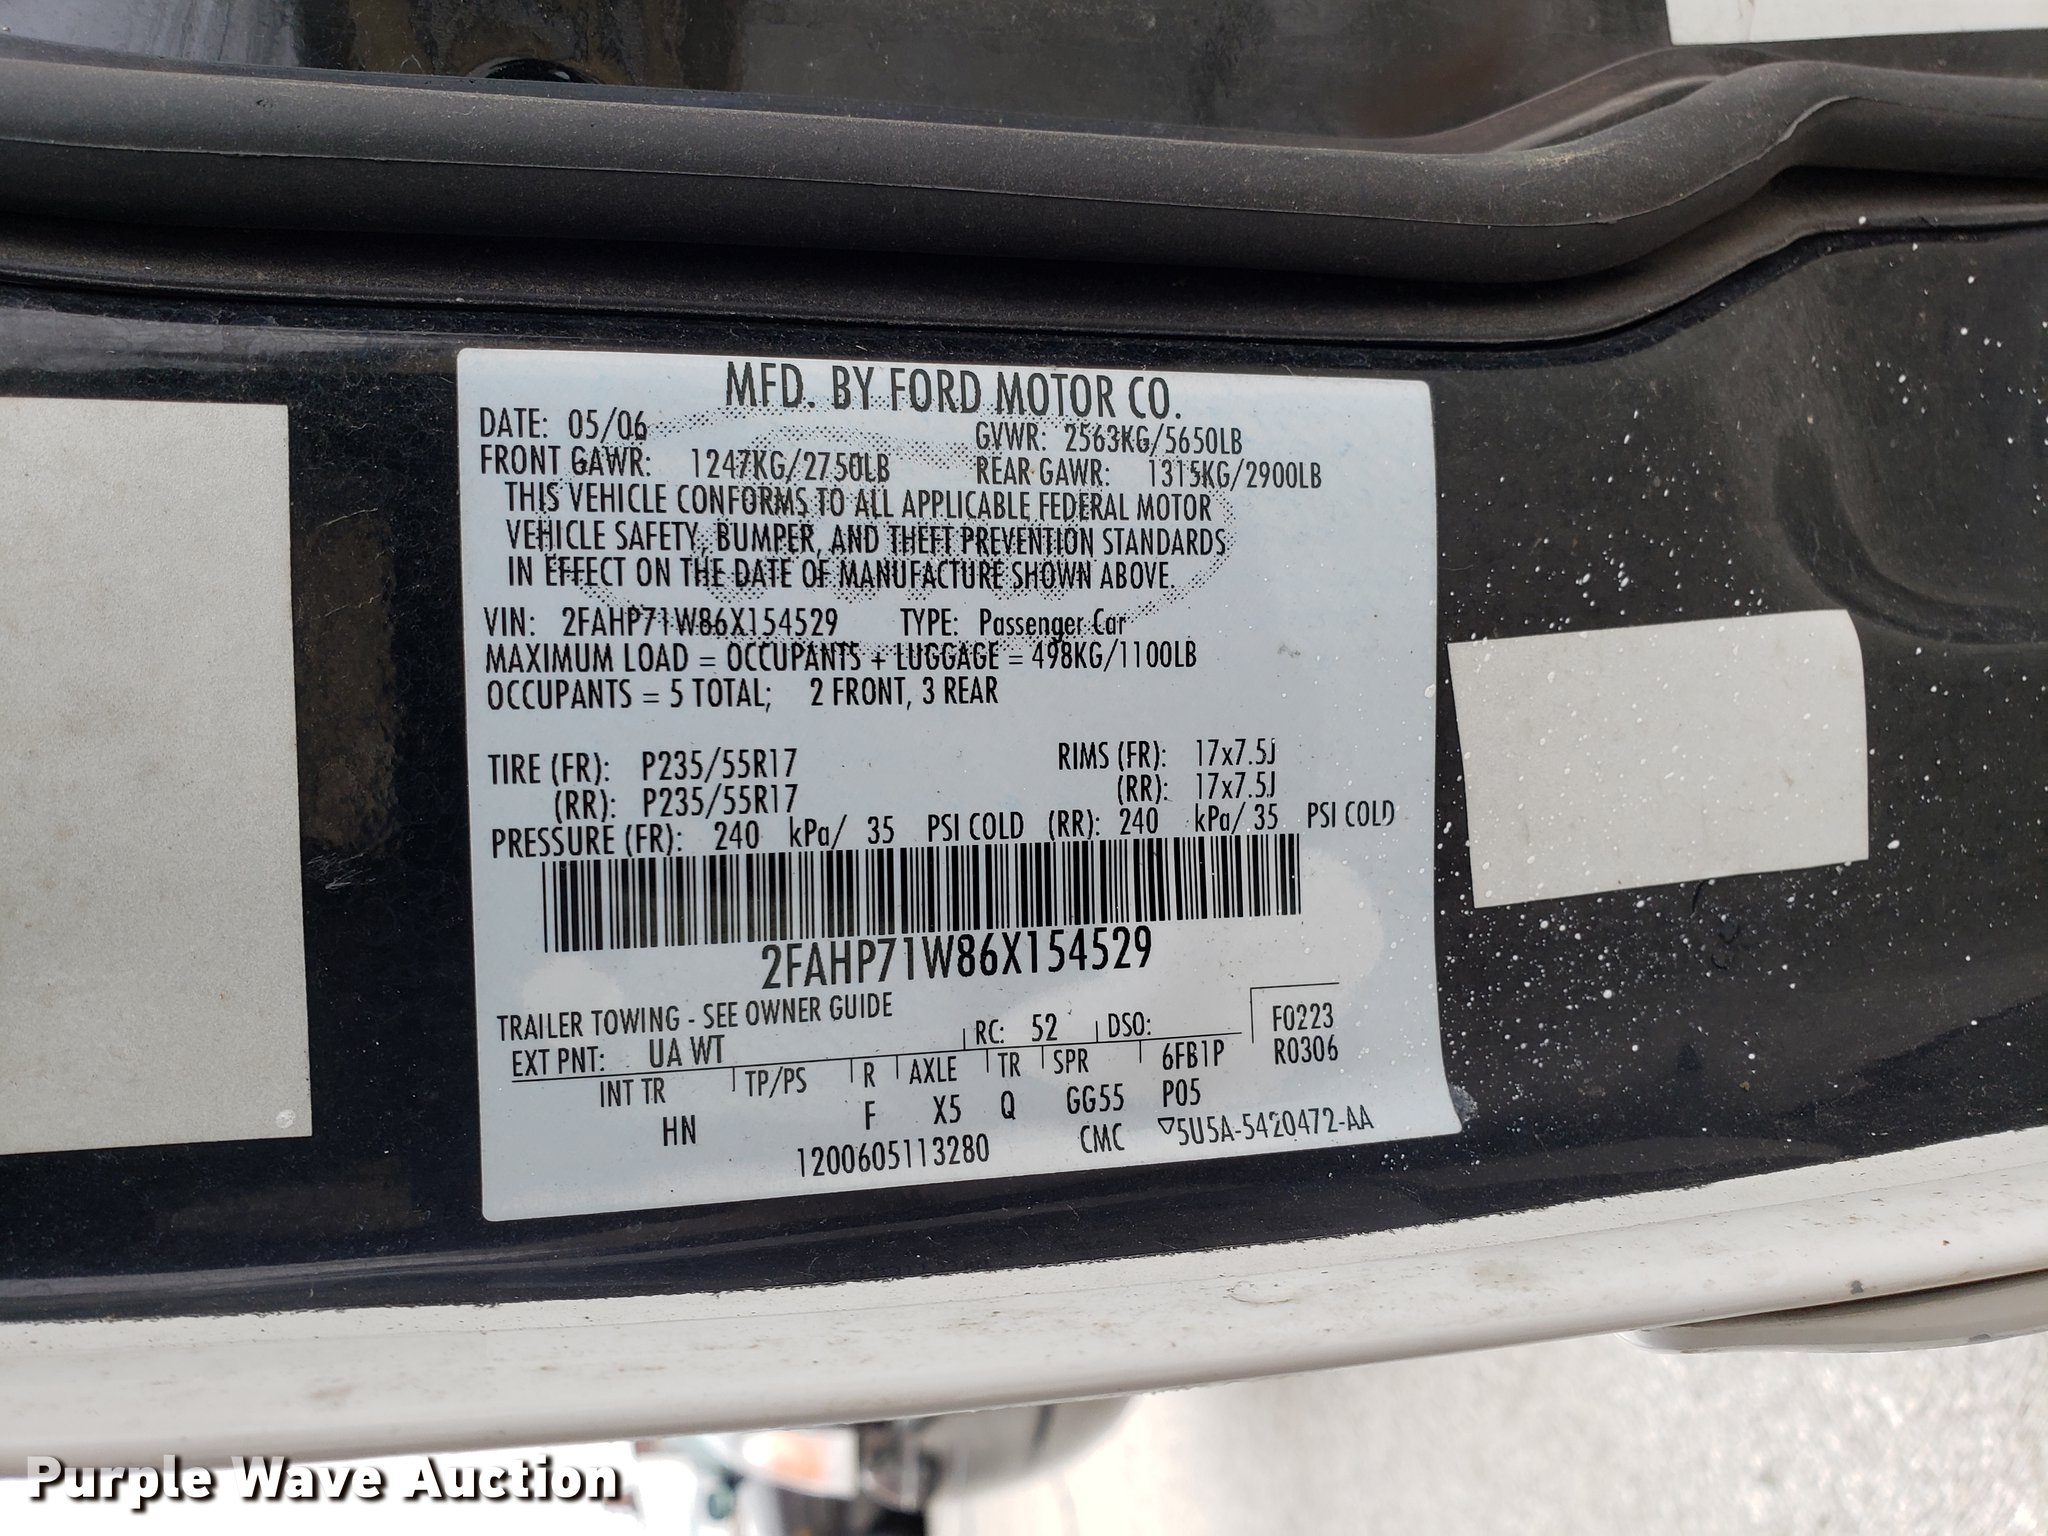 MFD. BY FORD MOTOR CO.
DATE: 05/06 GVWR: 2563KG/5650LB
FRONT GAWR: 1247KG/2750LB REAR GAWR: 1315KG/2900LB
THIS VEHICLE CONFORMS TO ALL APPLICABLE FEDERAL MOTOR
VEHICLE SAFETY, BUMPER, AND THEFT PREVENTION STANDARDS
IN EFFECT ON THE DATE OF MANUFACTURE SHOWN ABOVE.
VIN: 2FAHP71W86X154529 TYPE: Passenger Car
MAXIMUM LOAD = OCCUPANTS + LUGGAGE = 498KG/1100LB
OCCUPANTS = 5 TOTAL; 2 FRONT, 3 REAR
TIRE (FR): P235/55R17 RIMS (FR): 17x7.5J
(RR): P235/55R17 (RR): 17x7.5J
PRESSURE (FR): 240 kPa/ 35 PSI COLD (RR): 240 kPa/ 35 PSI COLD
2FAHP71W86X154529
TRAILER TOWING - SEE OWNER GUIDE
EXT PNT: UA WT RC: 52 DSO: F0223
INT TR TP/PS R AXLE TR SPR 6FB1P R0306
HN F X5 Q GG55 P05
1200605113280 CMC ▽5U5A-5420472-AA
Purple Wave Auction